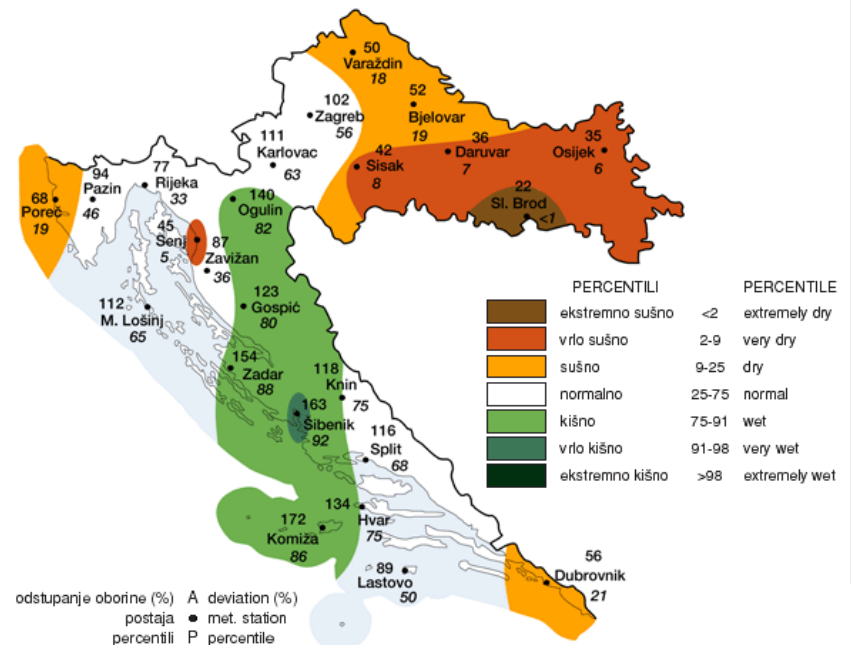 50
Varaždin
18
52
Bjelovar
19
102
Zagreb
56
111
Karlovac
63
42
Sisak
8
36
Daruvar
7
35
Osijek
6
22
Sl. Brod
<1
94
Pazin
46
77
Rijeka
33
68
Poreč
19
140
Ogulin
82
45
Senj
5
87
Zavižan
36
112
M. Lošinj
65
123
Gospić
80
154
Zadar
88
118
Knin
75
163
Šibenik
92
116
Split
68
134
Hvar
75
172
Komiža
86
89
Lastovo
50
56
Dubrovnik
21
PERCENTILI PERCENTILE
ekstremno sušno <2 extremely dry
vrlo sušno 2-9 very dry
sušno 9-25 dry
normalno 25-75 normal
kišno 75-91 wet
vrlo kišno 91-98 very wet
ekstremno kišno >98 extremely wet
odstupanje oborine (%) A deviation (%)
postaja ● met. station
percentili P percentile